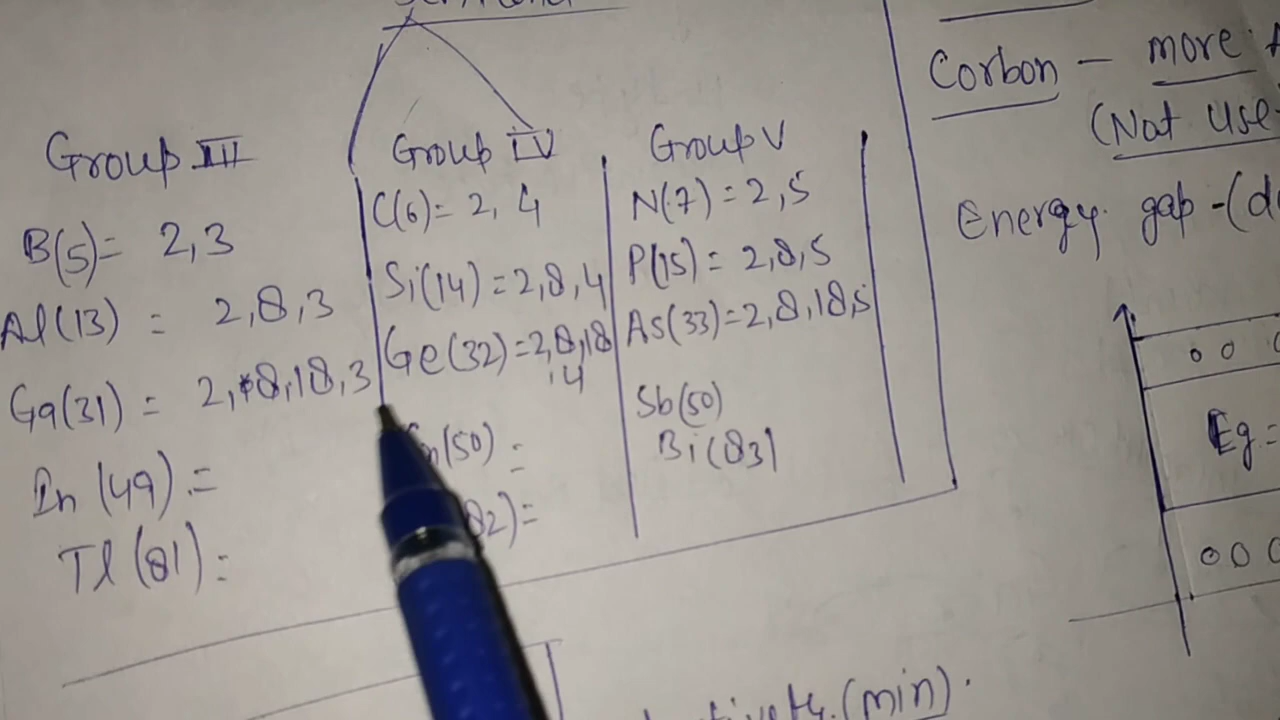 Group III
B(5)= 2,3
Al(13) = 2,8,3
Ga(31) = 2,8,18,3
In (49) =
Tl (81) =
Group IV
C(6)= 2, 4
Si(14) = 2,8,4
Ge(32) = 2,8,18
,4
(50) =
82)=
Group V
N(7) = 2,5
P(15) = 2,8,5
As(33)=2,8,18,5
Sb(50)
Bi(83)
Corbon – more
(Not use
Energy gap -(d
Eg =
(min).